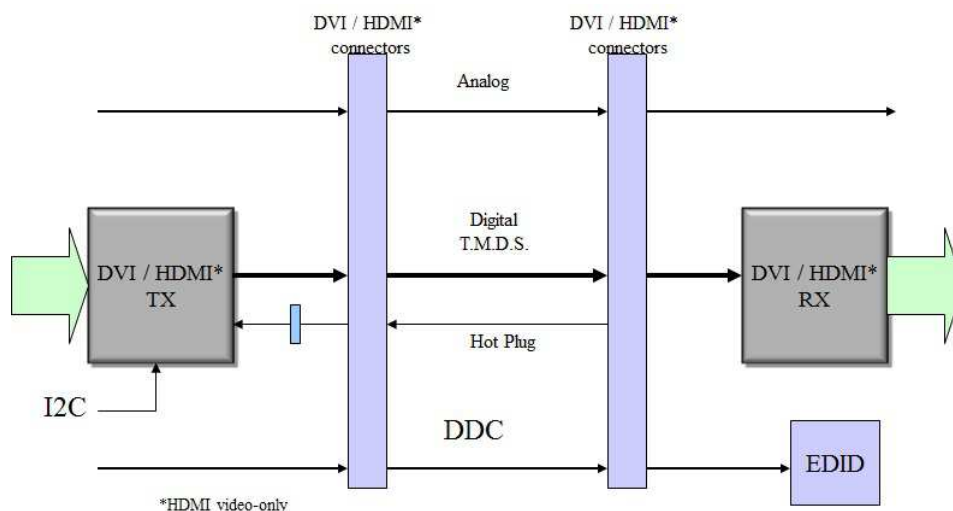 DVI / HDMI*
connectors
DVI / HDMI*
connectors
Analog
Digital
T.M.D.S.
DVI / HDMI*
TX
DVI / HDMI*
RX
Hot Plug
I2C
DDC
EDID
*HDMI video-only